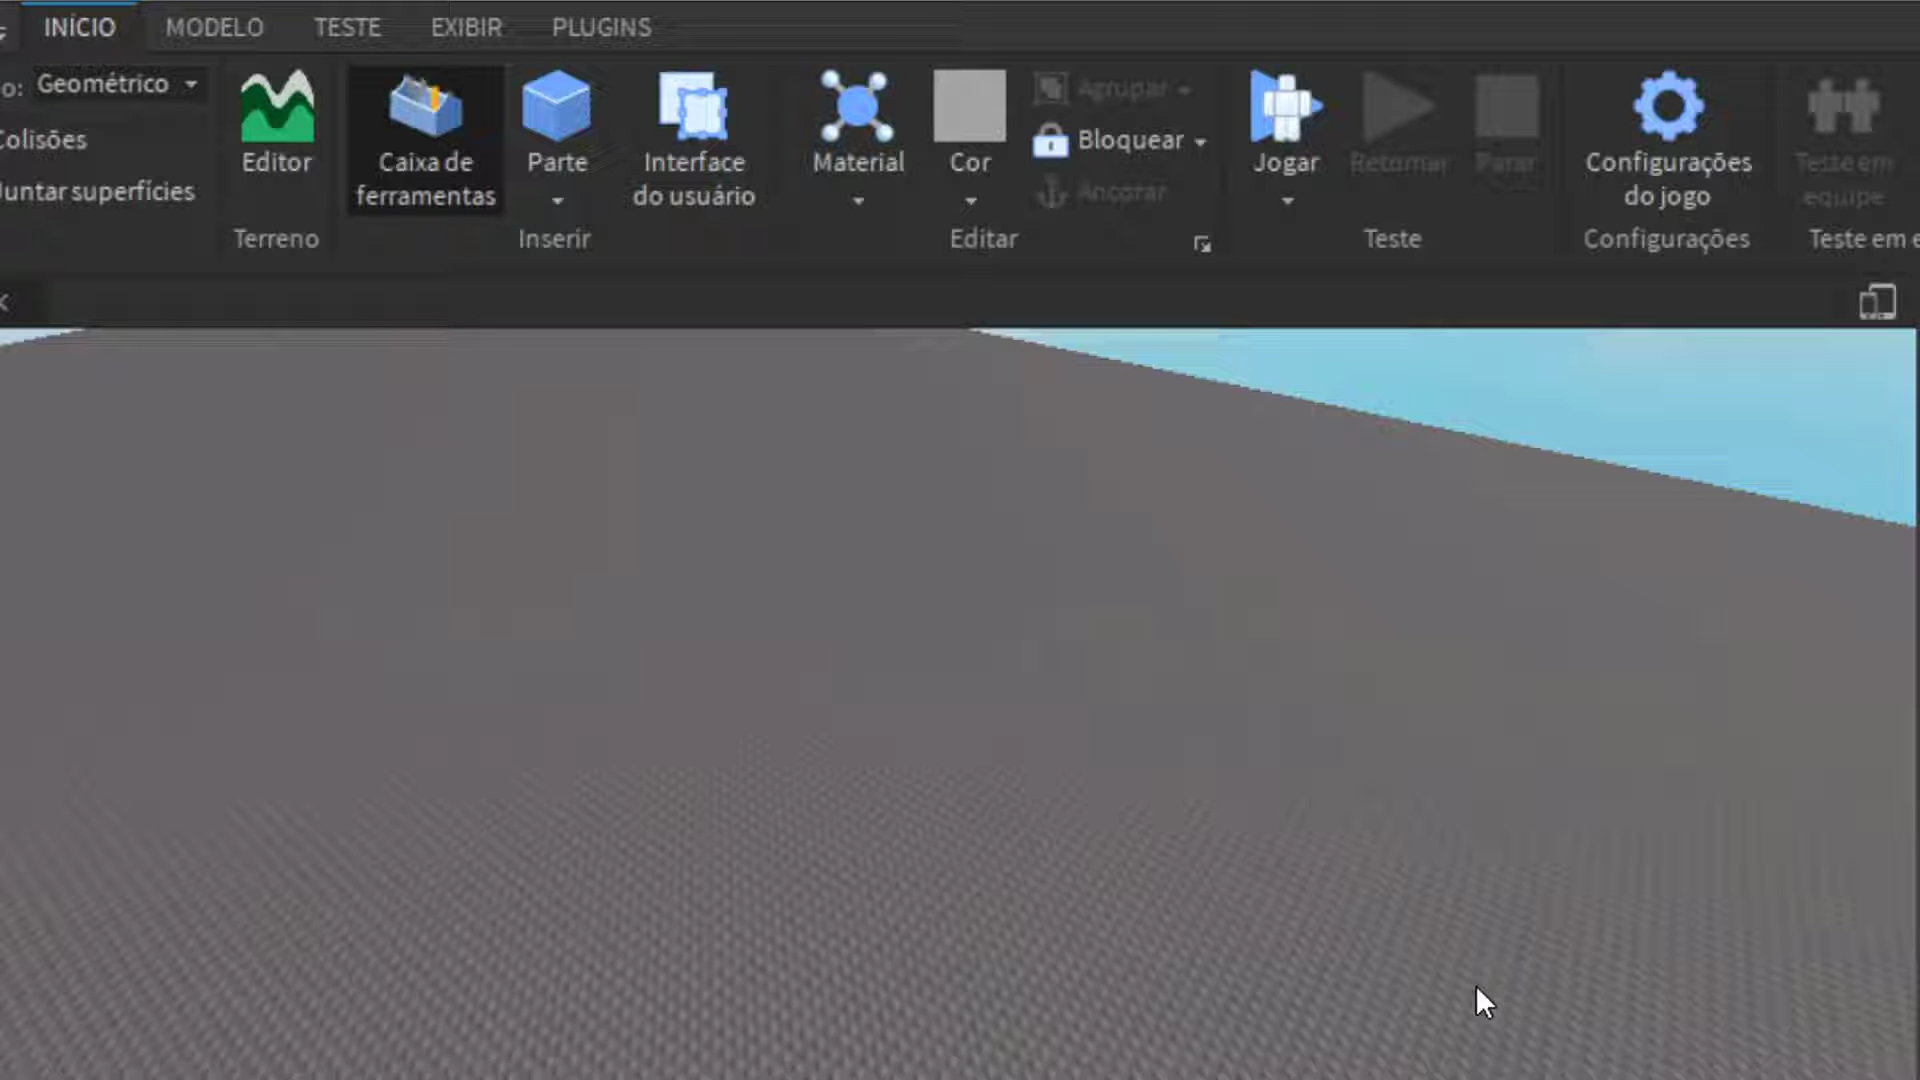 INÍCIO MODELO TESTE EXIBIR PLUGINS
o: Geométrico
Colisões
Juntar superfícies
Editor
Terreno
Caixa de
ferramentas
Parte
Interface
do usuário
Inserir
Material
Cor
Agrupar
Bloquear
Ancorar
Editar
Jogar
Retomar
Parar
Teste
Configurações
do jogo
Configurações
Teste em
equipe
Teste em e